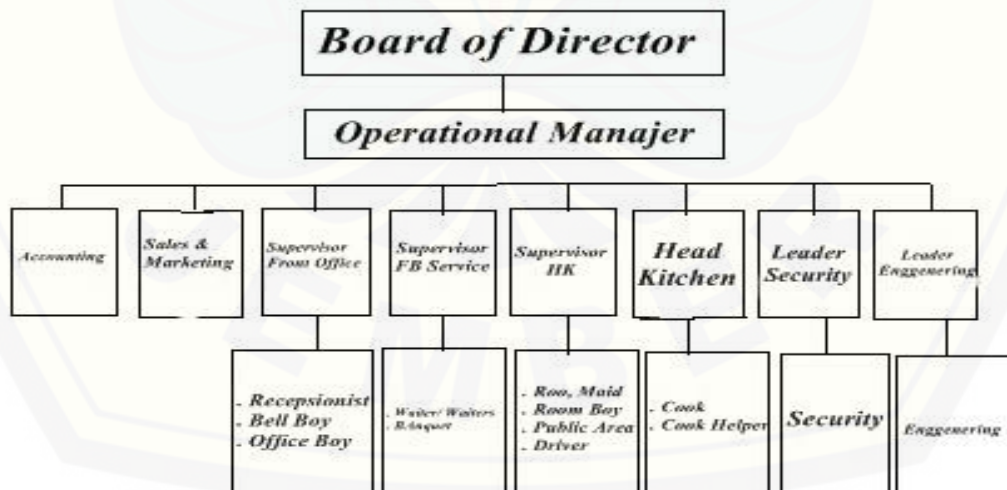 Board of Director
Operational Manajer
Accounting
Sales &
Marketing
Supervisor
From Office
Supervisor
FB Service
Supervisor
HK
Head
Kitchen
Leader
Security
Leader
Enggenering
. Recepsionist
. Bell Boy
. Office Boy
. Waiter/Waiters
. BAnquet
. Roo, Maid
. Room Boy
. Public Area
. Driver
. Cook
. Cook Helper
Security
Enggenering
JEMBER